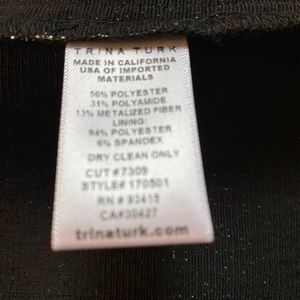 TRINA TURK
MADE IN CALIFORNIA
USA OF IMPORTED
MATERIALS
56% POLYESTER
31% POLYAMIDE
13% METALIZED FIBER
LINING:
94% POLYESTER
6% SPANDEX
DRY CLEAN ONLY
CUT #7309
STYLE# 170501
RN # 93415
CA#30427
trinaturk.com